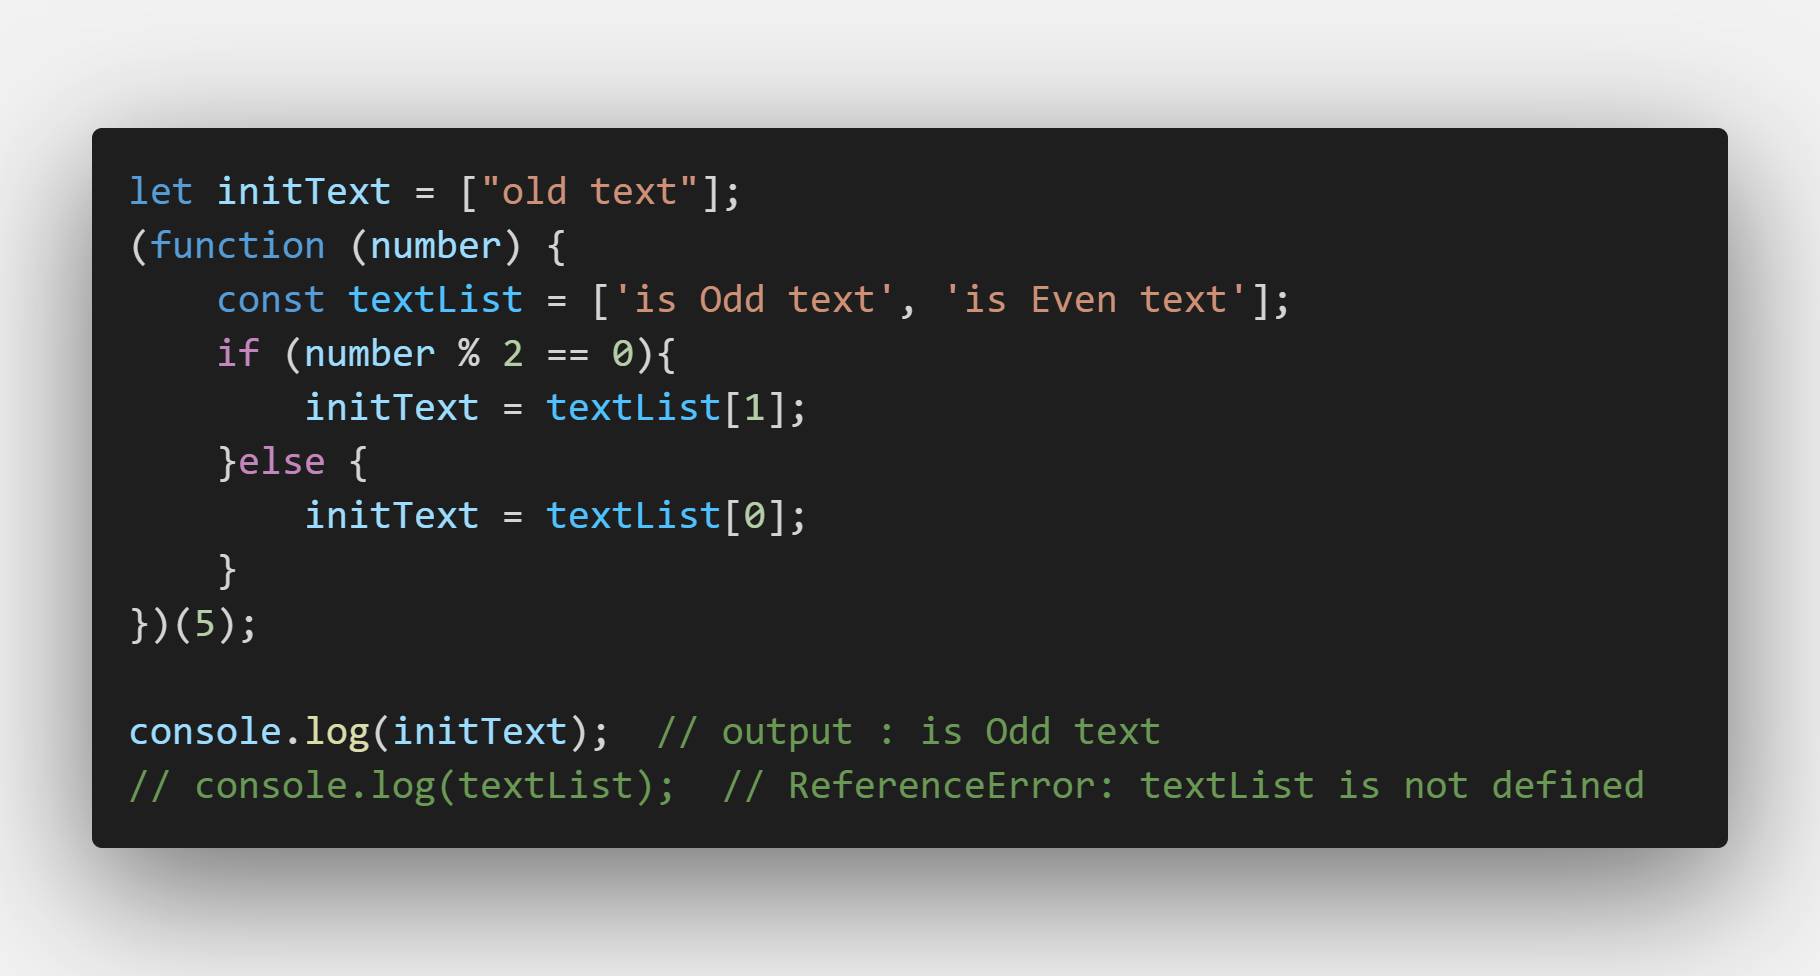 let initText = ["old text"];
(function (number) {
    const textList = ['is Odd text', 'is Even text'];
    if (number % 2 == 0){
        initText = textList[1];
    }else {
        initText = textList[0];
    }
})(5);

console.log(initText);  // output : is Odd text
// console.log(textList);  // ReferenceError: textList is not defined